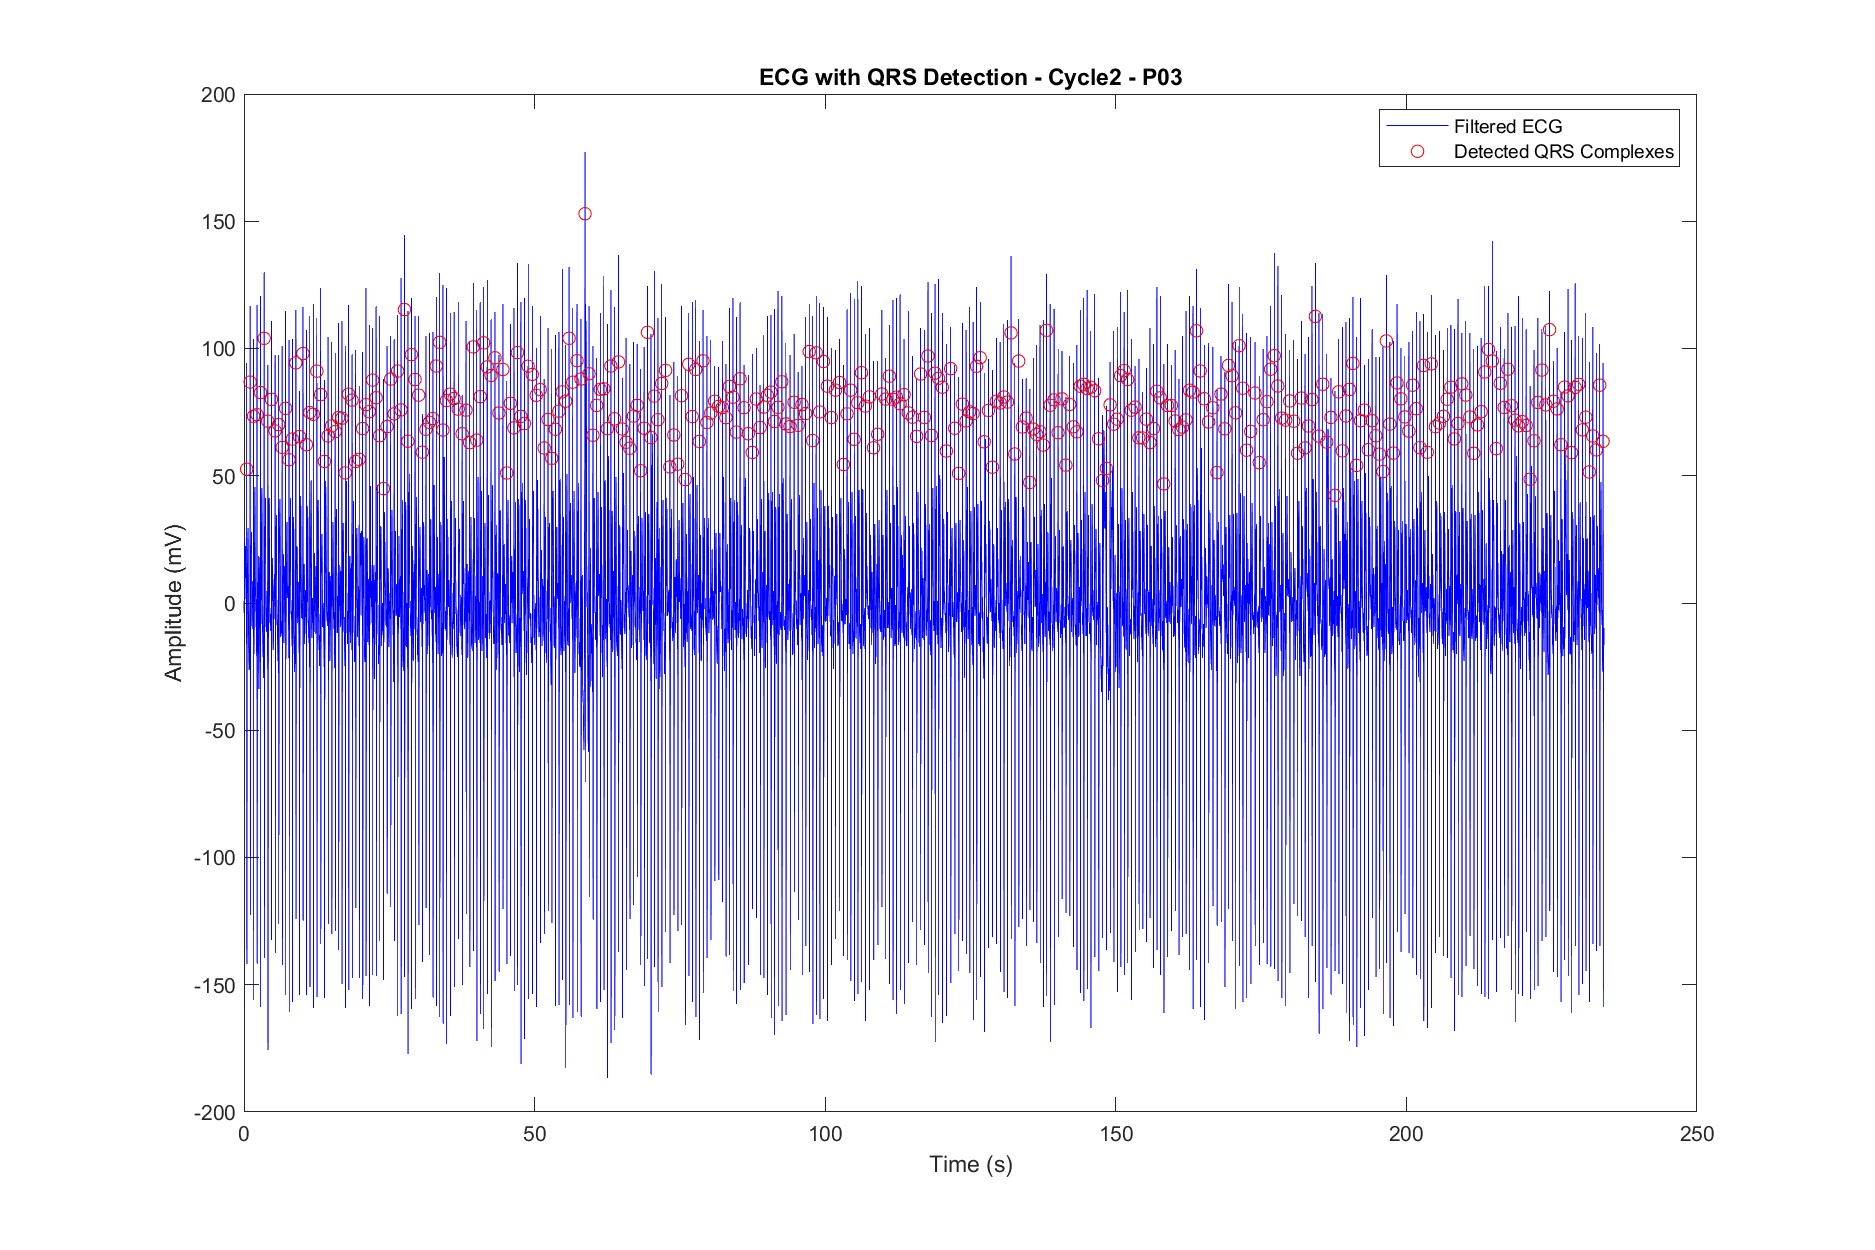 ECG with QRS Detection - Cycle2 - P03
200
150
100
50
0
-50
-100
-150
-200
Amplitude (mV)
Filtered ECG
Detected QRS Complexes
0 50 100 150 200 250
Time (s)